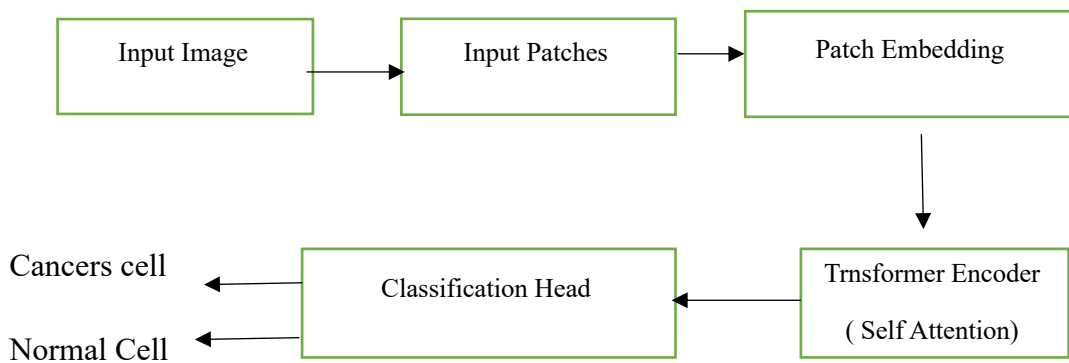 Input Image
Input Patches
Patch Embedding
Trnsformer Encoder
( Self Attention)
Classification Head
Cancers cell
Normal Cell